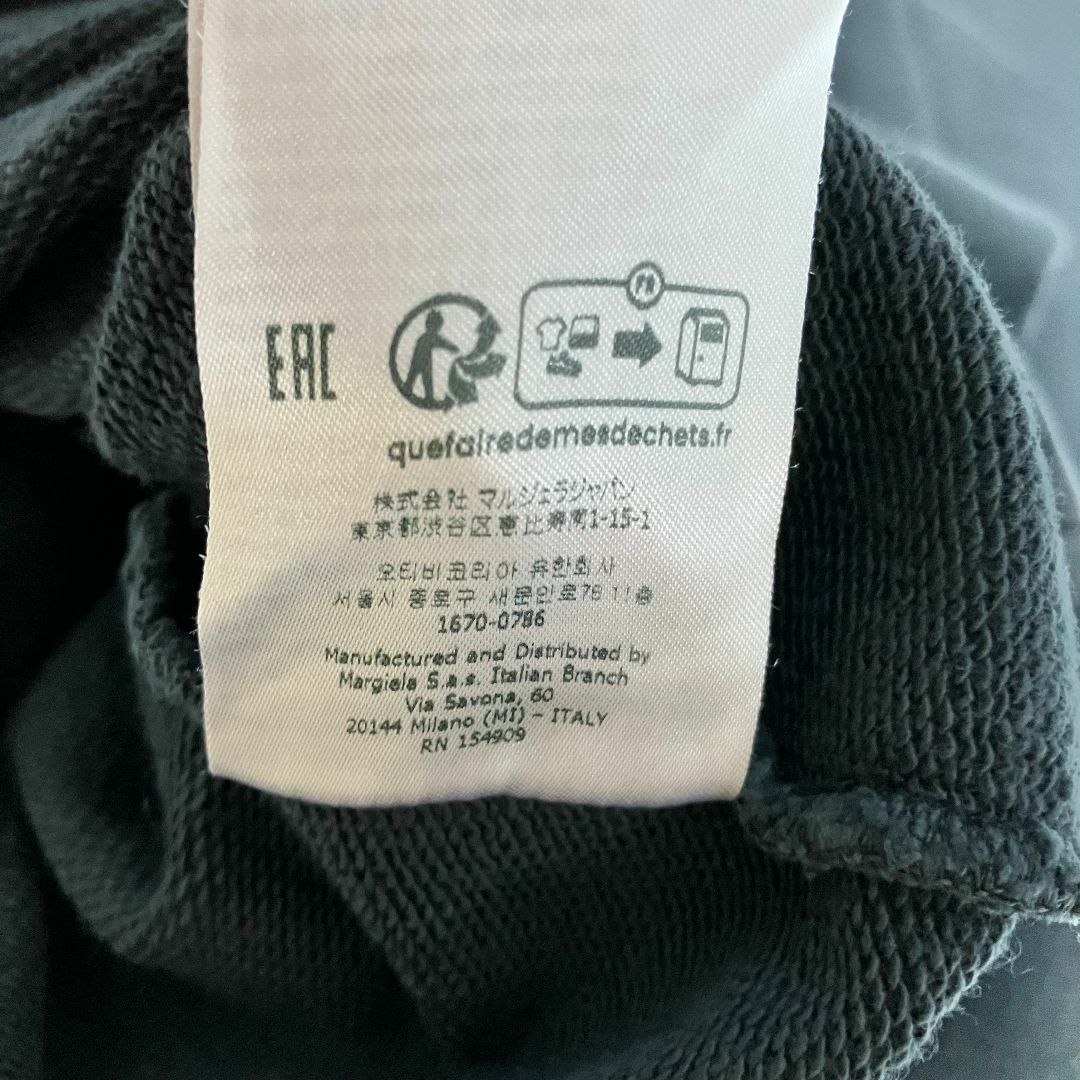 EAC
FR
quefairedemesdechets.fr
株式会社 マルジェラジャパン
東京都渋谷区恵比寿南1-15-1
오티비코리아 유한회사
서울시 종로구 새문안로76 11층
1670-0786
Manufactured and Distributed by
Margiela S.a.s. Italian Branch
Via Savona, 60
20144 Milano (MI) - ITALY
RN 154909